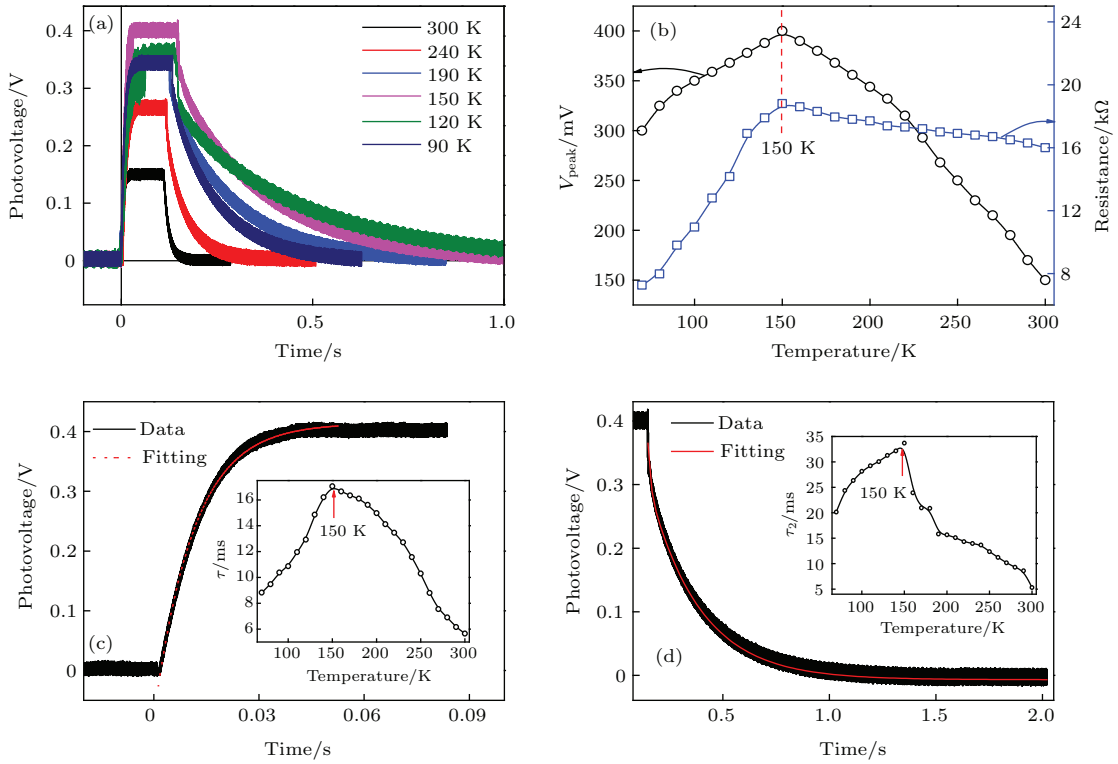 (a)
300 K
240 K
190 K
150 K
120 K
90 K
0.4
0.3
0.2
0.1
0
Photovoltage/V
0
0.5
1.0
Time/s
(b)
400
350
300
250
200
150
Vpeak/mV
150 K
24
20
16
12
8
Resistance/kΩ
100
150
200
250
300
Temperature/K
(c)
Data
Fitting
0.4
0.3
0.2
0.1
0
Photovoltage/V
0
0.03
0.06
0.09
Time/s
16
14
12
10
8
6
τ/ms
150 K
100
150
200
250
300
Temperature/K
(d)
Data
Fitting
0.4
0.3
0.2
0.1
0
Photovoltage/V
0.5
1.0
1.5
2.0
Time/s
35
30
25
20
15
10
5
τ2/ms
150 K
100
150
200
250
300
Temperature/K